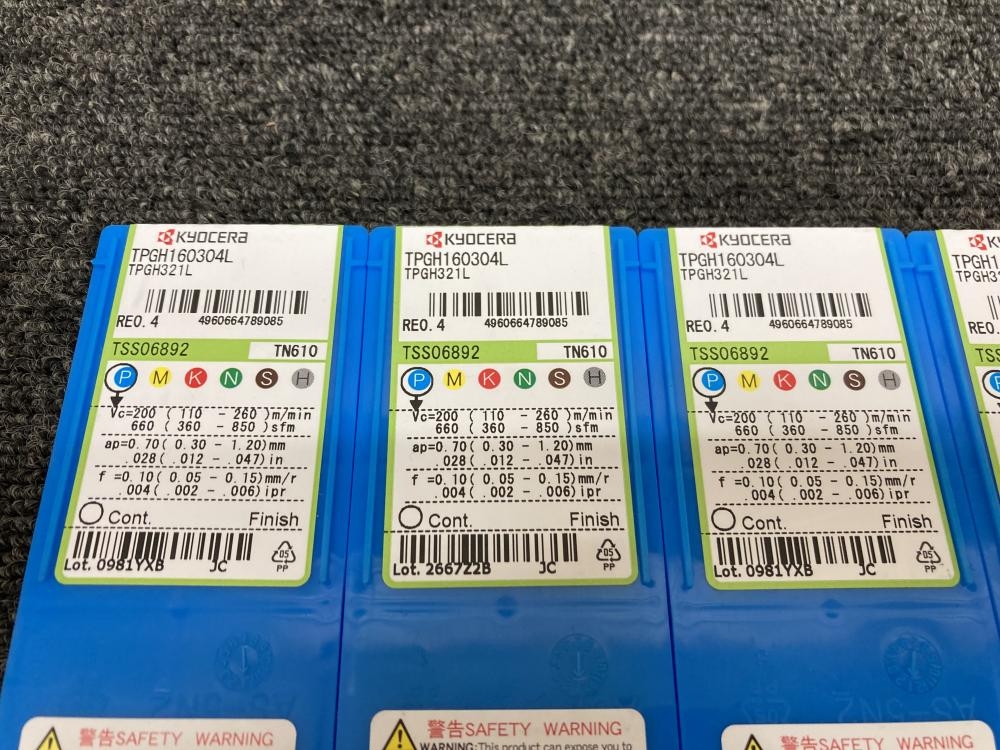 KYOCERA
TPGH160304L
TPGH321L
RE0.4
4960664789085
TSS06892 TN610
P M K N S H
Vc=200 ( 110 - 260 )m/min
660 ( 360 - 850 )sfm
ap=0.70( 0.30 - 1.20)mm
.028( .012 - .047)in
f =0.10( 0.05 - 0.15)mm/r
.004( .002 - .006)ipr
Cont. Finish
Lot. 0981YXB JC
05
PP
警告SAFETY WARNING
KYOCERA
TPGH160304L
TPGH321L
RE0.4
4960664789085
TSS06892 TN610
P M K N S H
Vc=200 ( 110 - 260 )m/min
660 ( 360 - 850 )sfm
ap=0.70( 0.30 - 1.20)mm
.028( .012 - .047)in
f =0.10( 0.05 - 0.15)mm/r
.004( .002 - .006)ipr
Cont. Finish
Lot. 2667Z2B JC
05
PP
警告SAFETY WARNING
WARNING:This product can expose you to
KYOCERA
TPGH160304L
TPGH321L
RE0.4
4960664789085
TSS06892 TN610
P M K N S H
Vc=200 ( 110 - 260 )m/min
660 ( 360 - 850 )sfm
ap=0.70( 0.30 - 1.20)mm
.028( .012 - .047)in
f =0.10( 0.05 - 0.15)mm/r
.004( .002 - .006)ipr
Cont. Finish
Lot. 0981YXB JC
05
PP
警告SAFETY WARNING
KY
TPGH1
TPGH3
RE0.
TSS
P